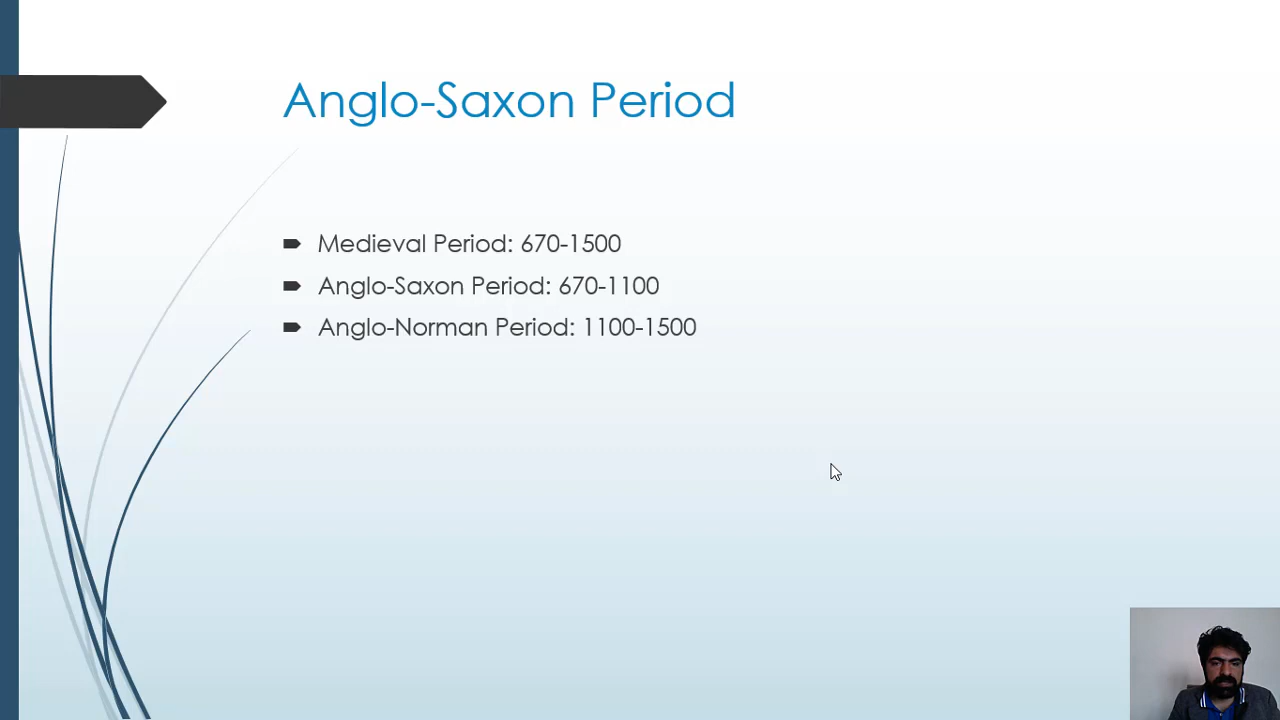 Anglo-Saxon Period
Medieval Period: 670-1500
Anglo-Saxon Period: 670-1100
Anglo-Norman Period: 1100-1500